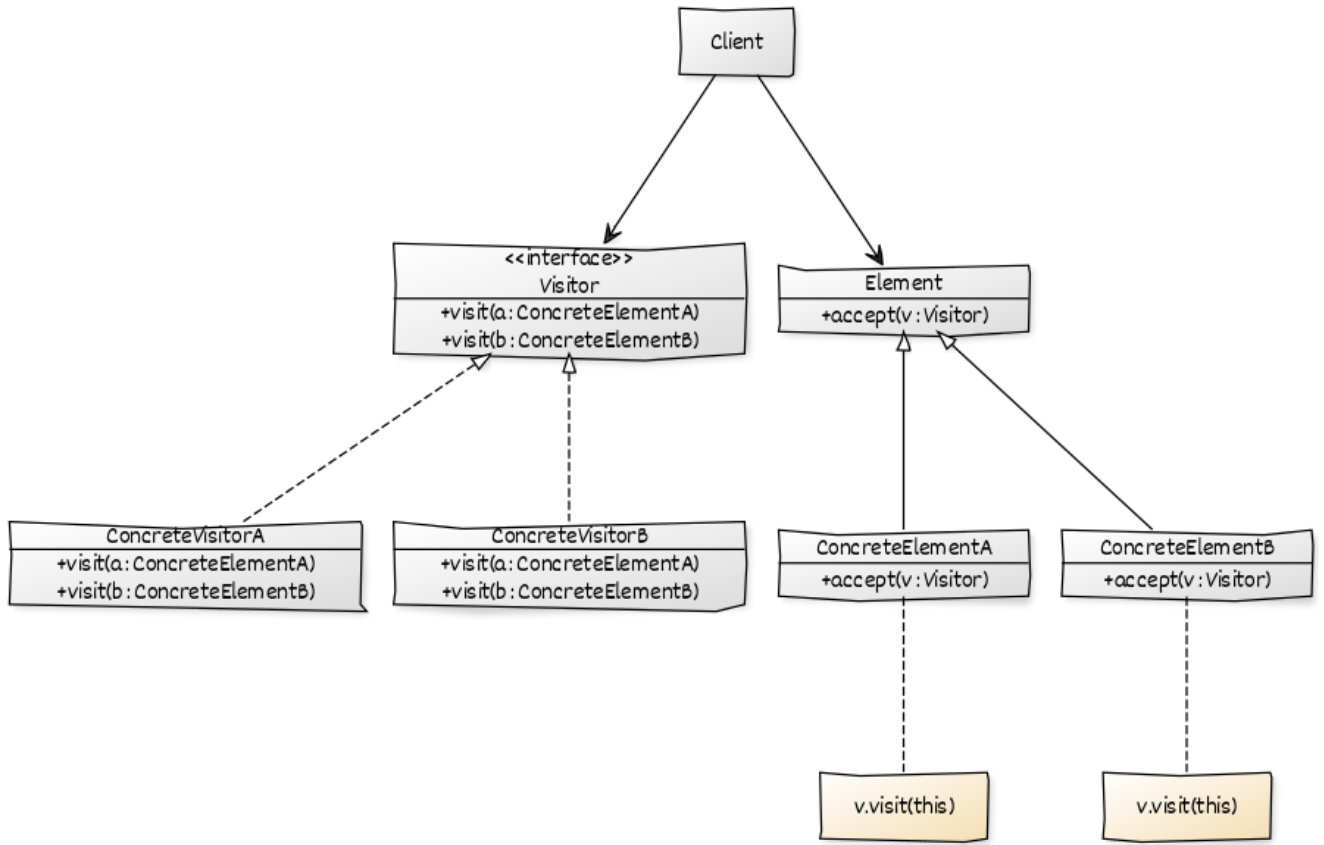 Client
<<interface>>
Visitor
+visit(a : ConcreteElementA)
+visit(b : ConcreteElementB)
Element
+accept(v : Visitor)
ConcreteVisitorA
+visit(a : ConcreteElementA)
+visit(b : ConcreteElementB)
ConcreteVisitorB
+visit(a : ConcreteElementA)
+visit(b : ConcreteElementB)
ConcreteElementA
+accept(v : Visitor)
ConcreteElementB
+accept(v : Visitor)
v.visit(this)
v.visit(this)